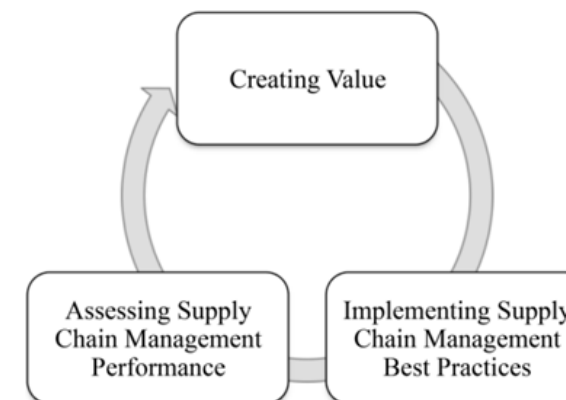 Creating Value
Assessing Supply
Chain Management
Performance
Implementing Supply
Chain Management
Best Practices